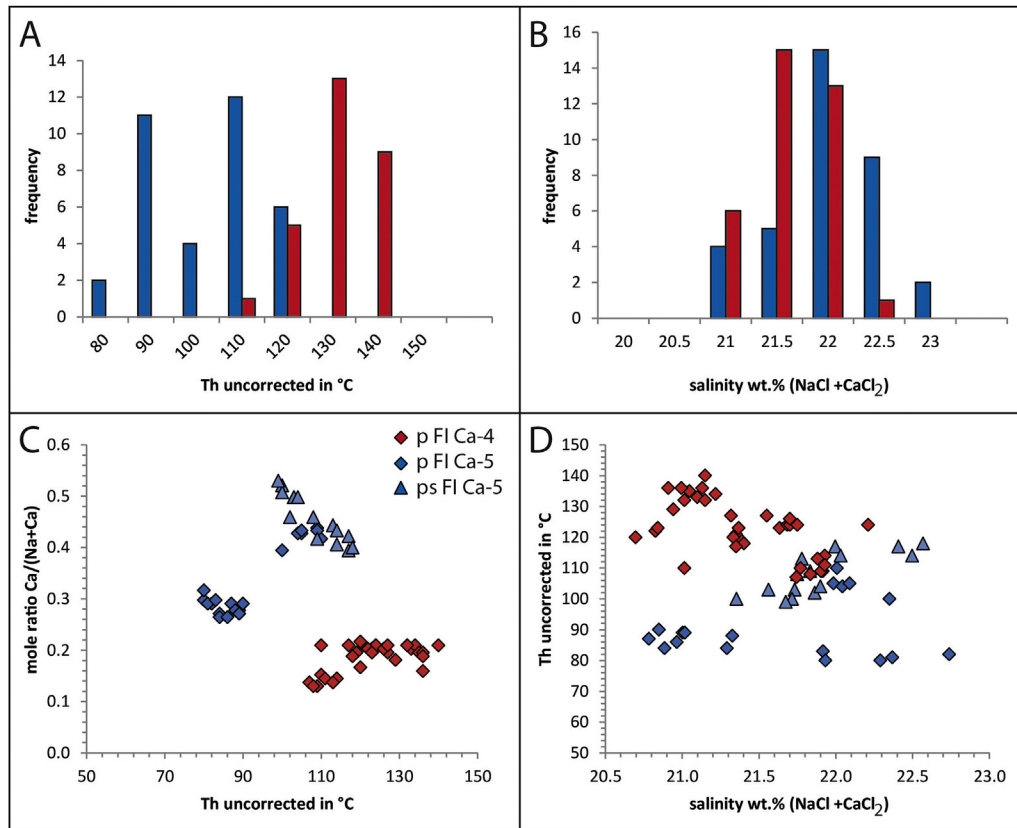 A
14
12
10
8
6
4
2
0
frequency
80 90 100 110 120 130 140 150
Th uncorrected in °C
B
16
14
12
10
8
6
4
2
0
frequency
20 20.5 21 21.5 22 22.5 23
salinity wt.% (NaCl +CaCl2)
C
0.6
0.5
0.4
0.3
0.2
0.1
0.0
mole ratio Ca/(Na+Ca)
p FI Ca-4
p FI Ca-5
ps FI Ca-5
50 70 90 110 130 150
Th uncorrected in °C
D
150
140
130
120
110
100
90
80
70
60
50
Th uncorrected in °C
20.5 21.0 21.5 22.0 22.5 23.0
salinity wt.% (NaCl +CaCl2)